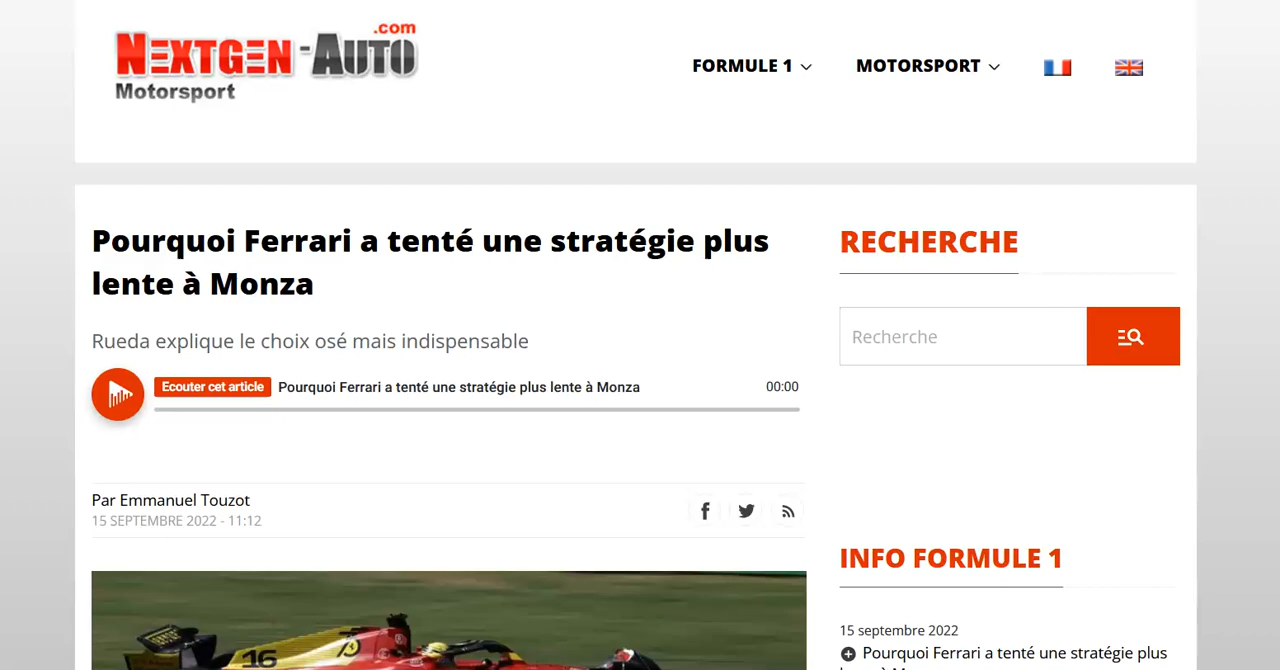 NEXTGEN-AUTO
.com
Motorsport
FORMULE 1
MOTORSPORT
Pourquoi Ferrari a tenté une stratégie plus
lente à Monza
Rueda explique le choix osé mais indispensable
Ecouter cet article
Pourquoi Ferrari a tenté une stratégie plus lente à Monza
00:00
Par Emmanuel Touzot
15 SEPTEMBRE 2022 - 11:12
16
RECHERCHE
Recherche
INFO FORMULE 1
15 septembre 2022
Pourquoi Ferrari a tenté une stratégie plus